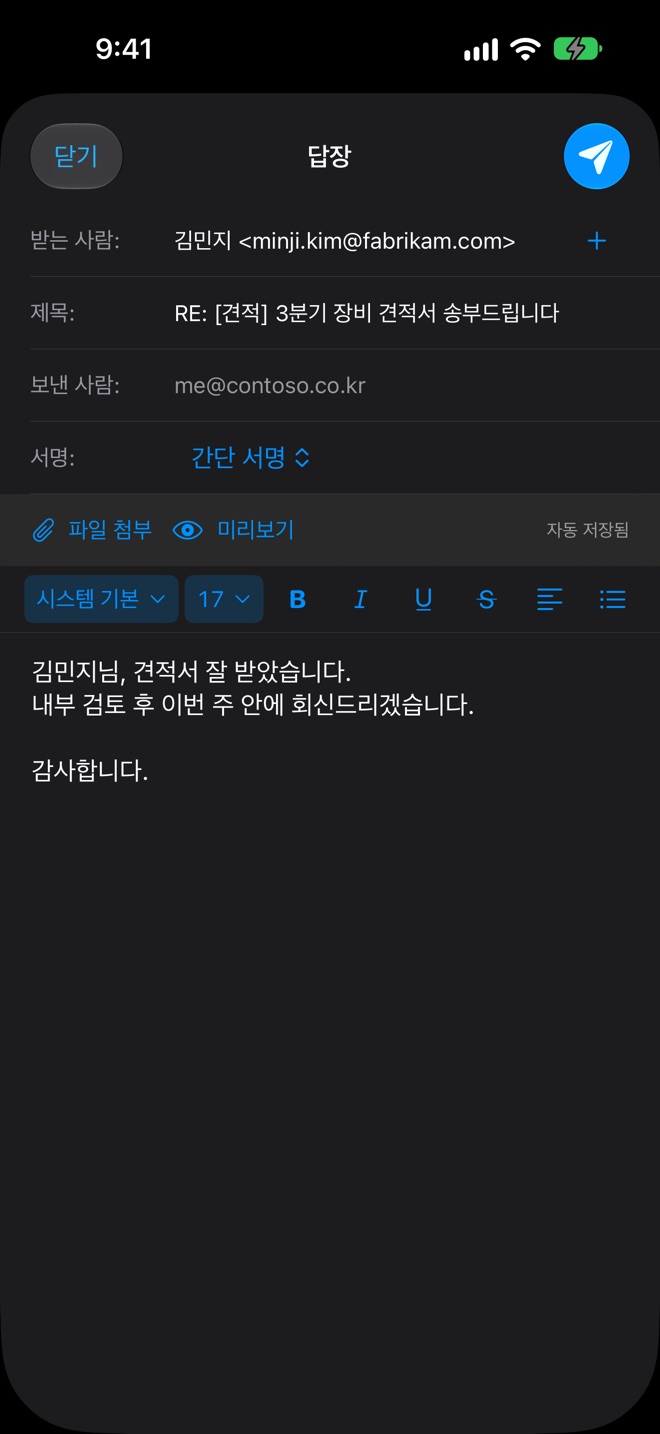 9:41
닫기
답장
받는 사람: 김민지 <minji.kim@fabrikam.com>
제목: RE: [견적] 3분기 장비 견적서 송부드립니다
보낸 사람: me@contoso.co.kr
서명: 간단 서명
파일 첨부 미리보기 자동 저장됨
시스템 기본 17 B I U S
김민지님, 견적서 잘 받았습니다.
내부 검토 후 이번 주 안에 회신드리겠습니다.
감사합니다.